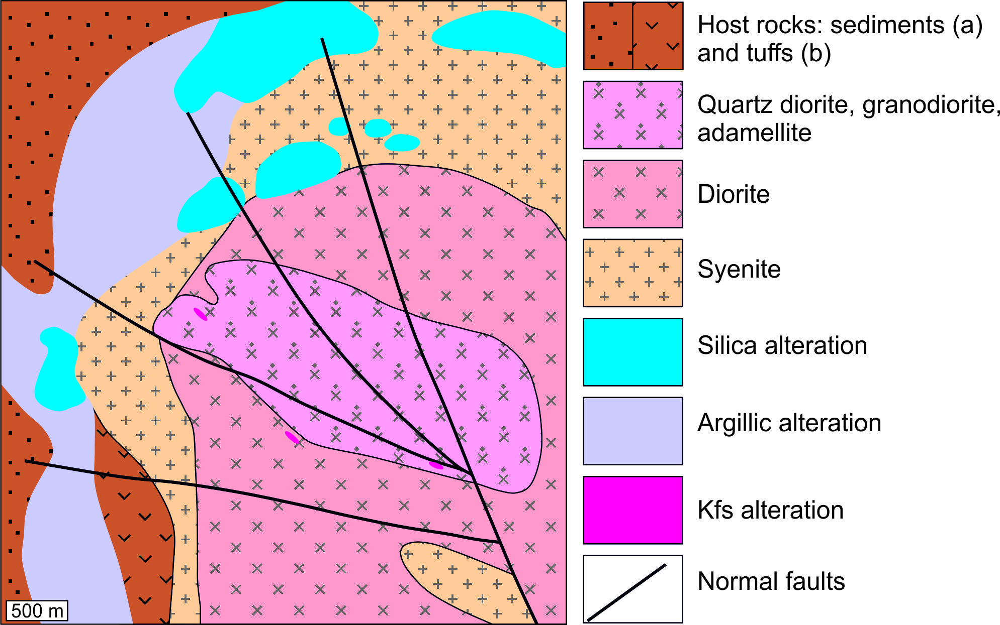 Host rocks: sediments (a)
and tuffs (b)
Quartz diorite, granodiorite,
adamellite
Diorite
Syenite
Silica alteration
Argillic alteration
Kfs alteration
Normal faults
500 m